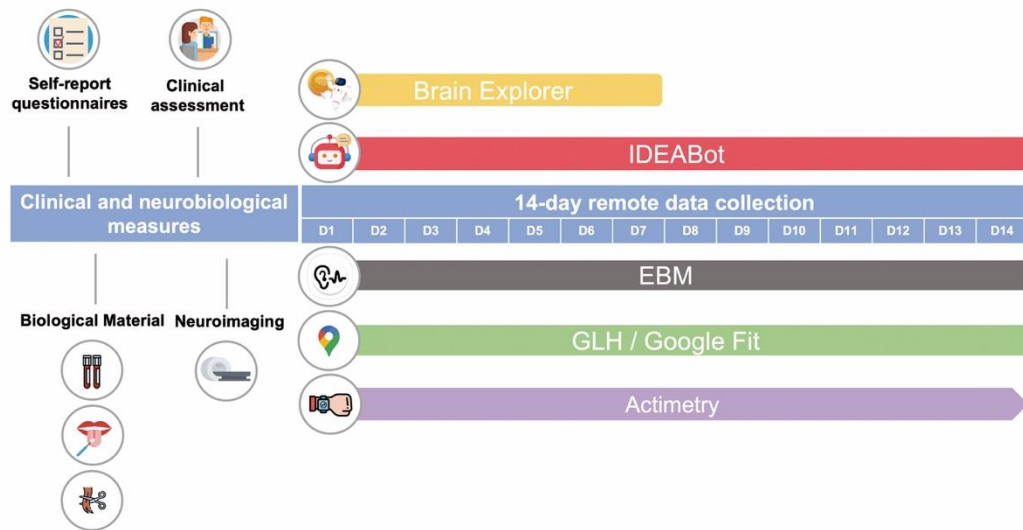 Self-report
questionnaires
Clinical
assessment
Brain Explorer
IDEABot
Clinical and neurobiological
measures
14-day remote data collection
D1 D2 D3 D4 D5 D6 D7 D8 D9 D10 D11 D12 D13 D14
EBM
Biological Material
Neuroimaging
GLH / Google Fit
Actimetry